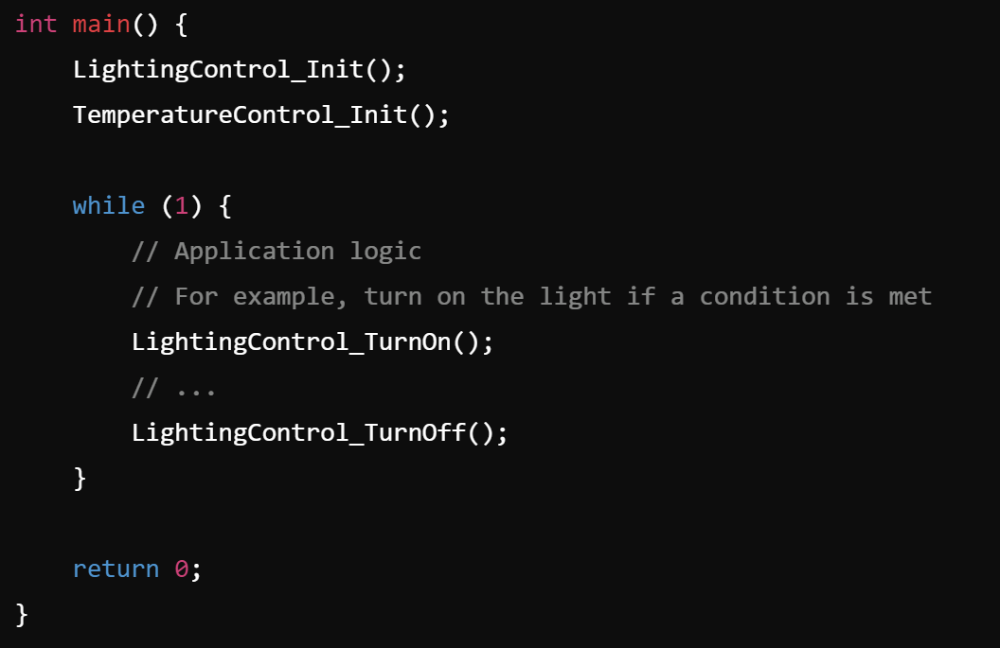 int main() {
    LightingControl_Init();
    TemperatureControl_Init();

    while (1) {
        // Application logic
        // For example, turn on the light if a condition is met
        LightingControl_TurnOn();
        // ...
        LightingControl_TurnOff();
    }

    return 0;
}